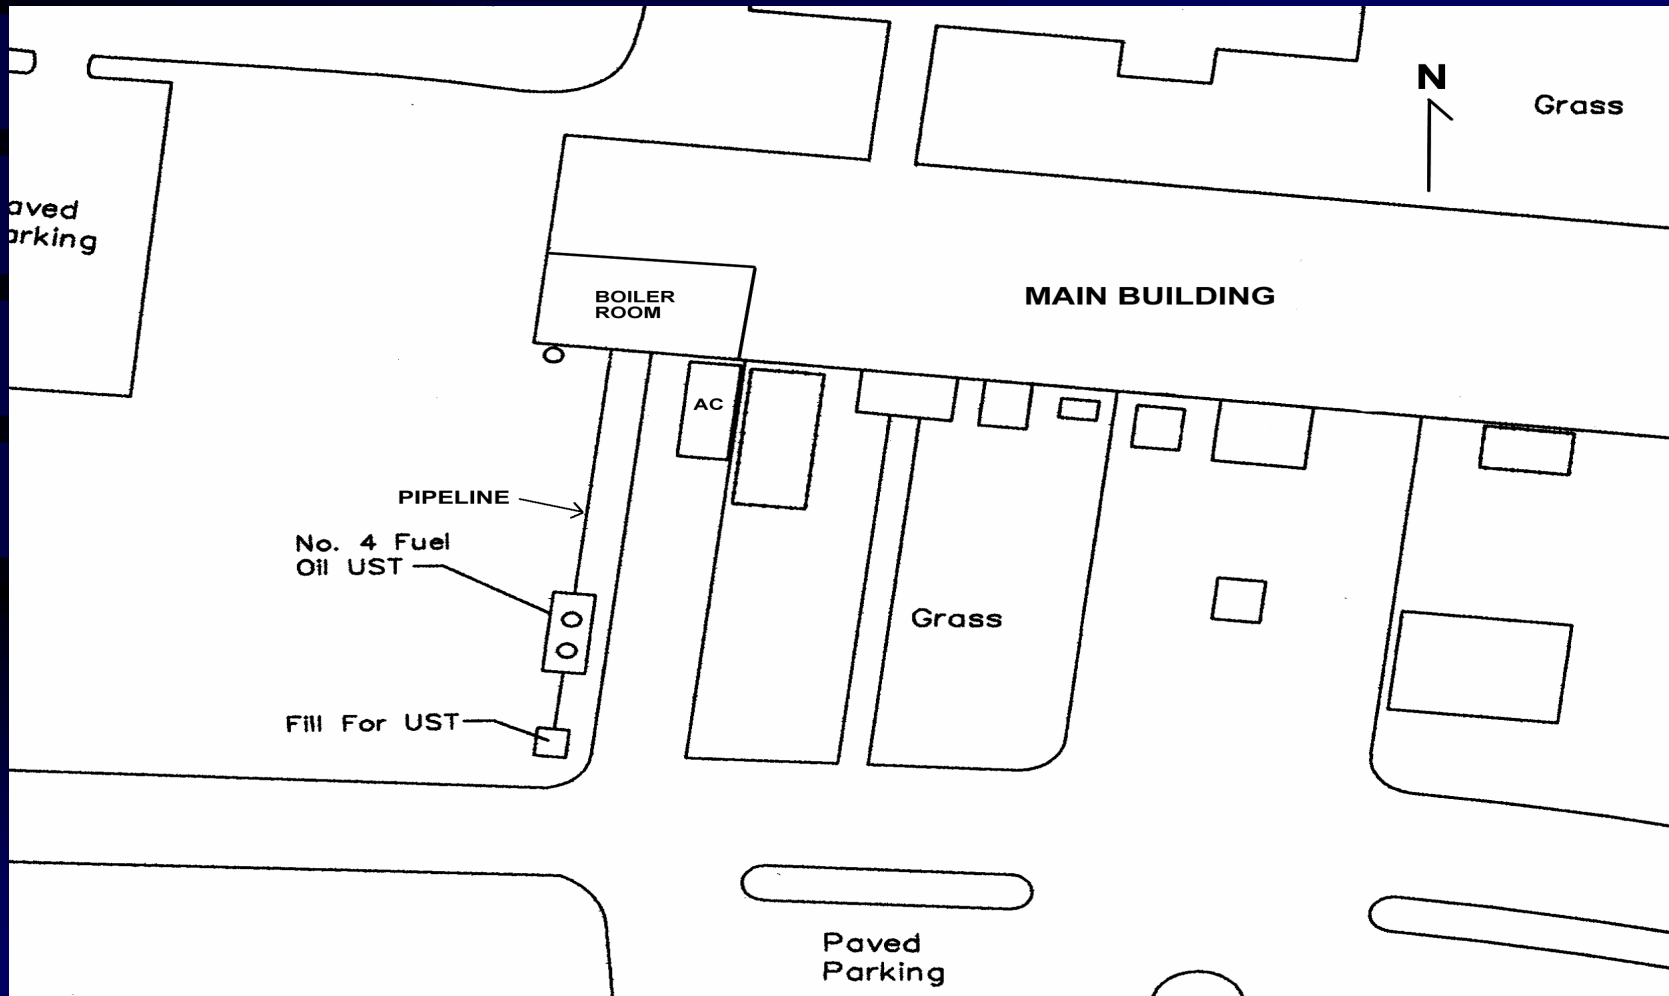 N
Grass
aved
arking
BOILER
ROOM
MAIN BUILDING
AC
PIPELINE
No. 4 Fuel
Oil UST
Grass
Fill For UST
Paved
Parking